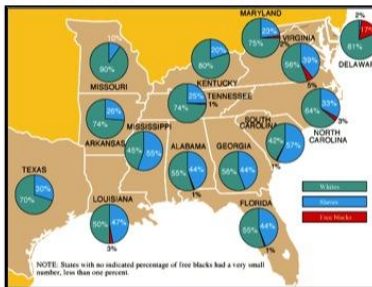 MARYLAND
23%
75%
2%
2%
17%
81%
DELAWARE
VIRGINIA
39%
56%
5%
10%
90%
MISSOURI
20%
80%
KENTUCKY
25%
74%
1%
TENNESSEE
33%
64%
3%
NORTH
CAROLINA
26%
74%
ARKANSAS
MISSISSIPPI
45%
55%
ALABAMA
55%
44%
1%
GEORGIA
56%
44%
SOUTH
CAROLINA
42%
57%
1%
TEXAS
30%
70%
LOUISIANA
50%
47%
3%
FLORIDA
55%
44%
1%
Whites
Slaves
Free blacks
NOTE: States with no indicated percentage of free blacks had a very small
number, less than one percent.